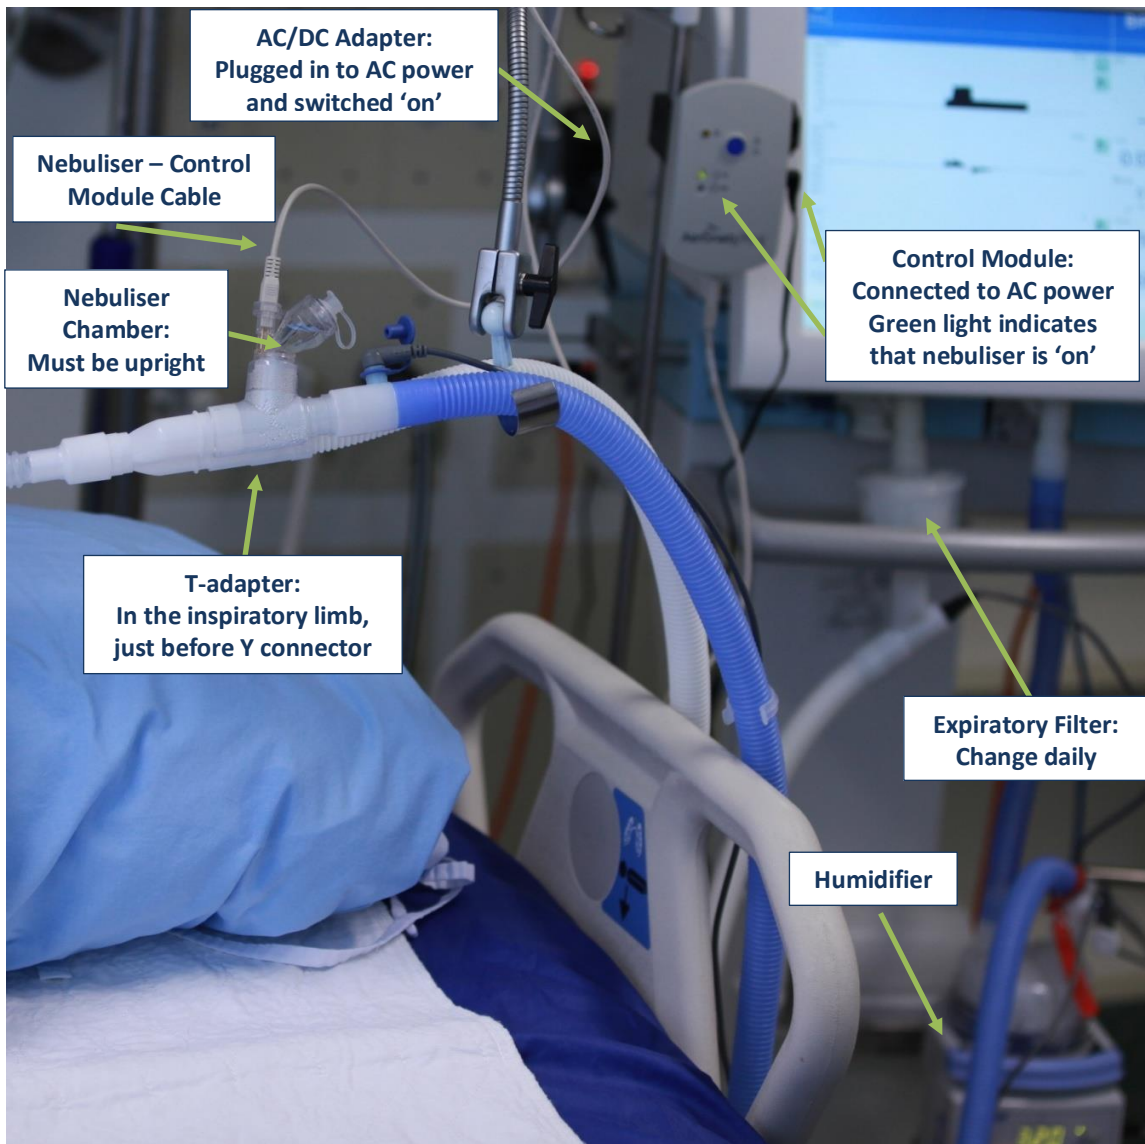 AC/DC Adapter:
Plugged in to AC power
and switched ‘on’
Nebuliser – Control
Module Cable
Nebuliser
Chamber:
Must be upright
Control Module:
Connected to AC power
Green light indicates
that nebuliser is ‘on’
T-adapter:
In the inspiratory limb,
just before Y connector
Expiratory Filter:
Change daily
Humidifier